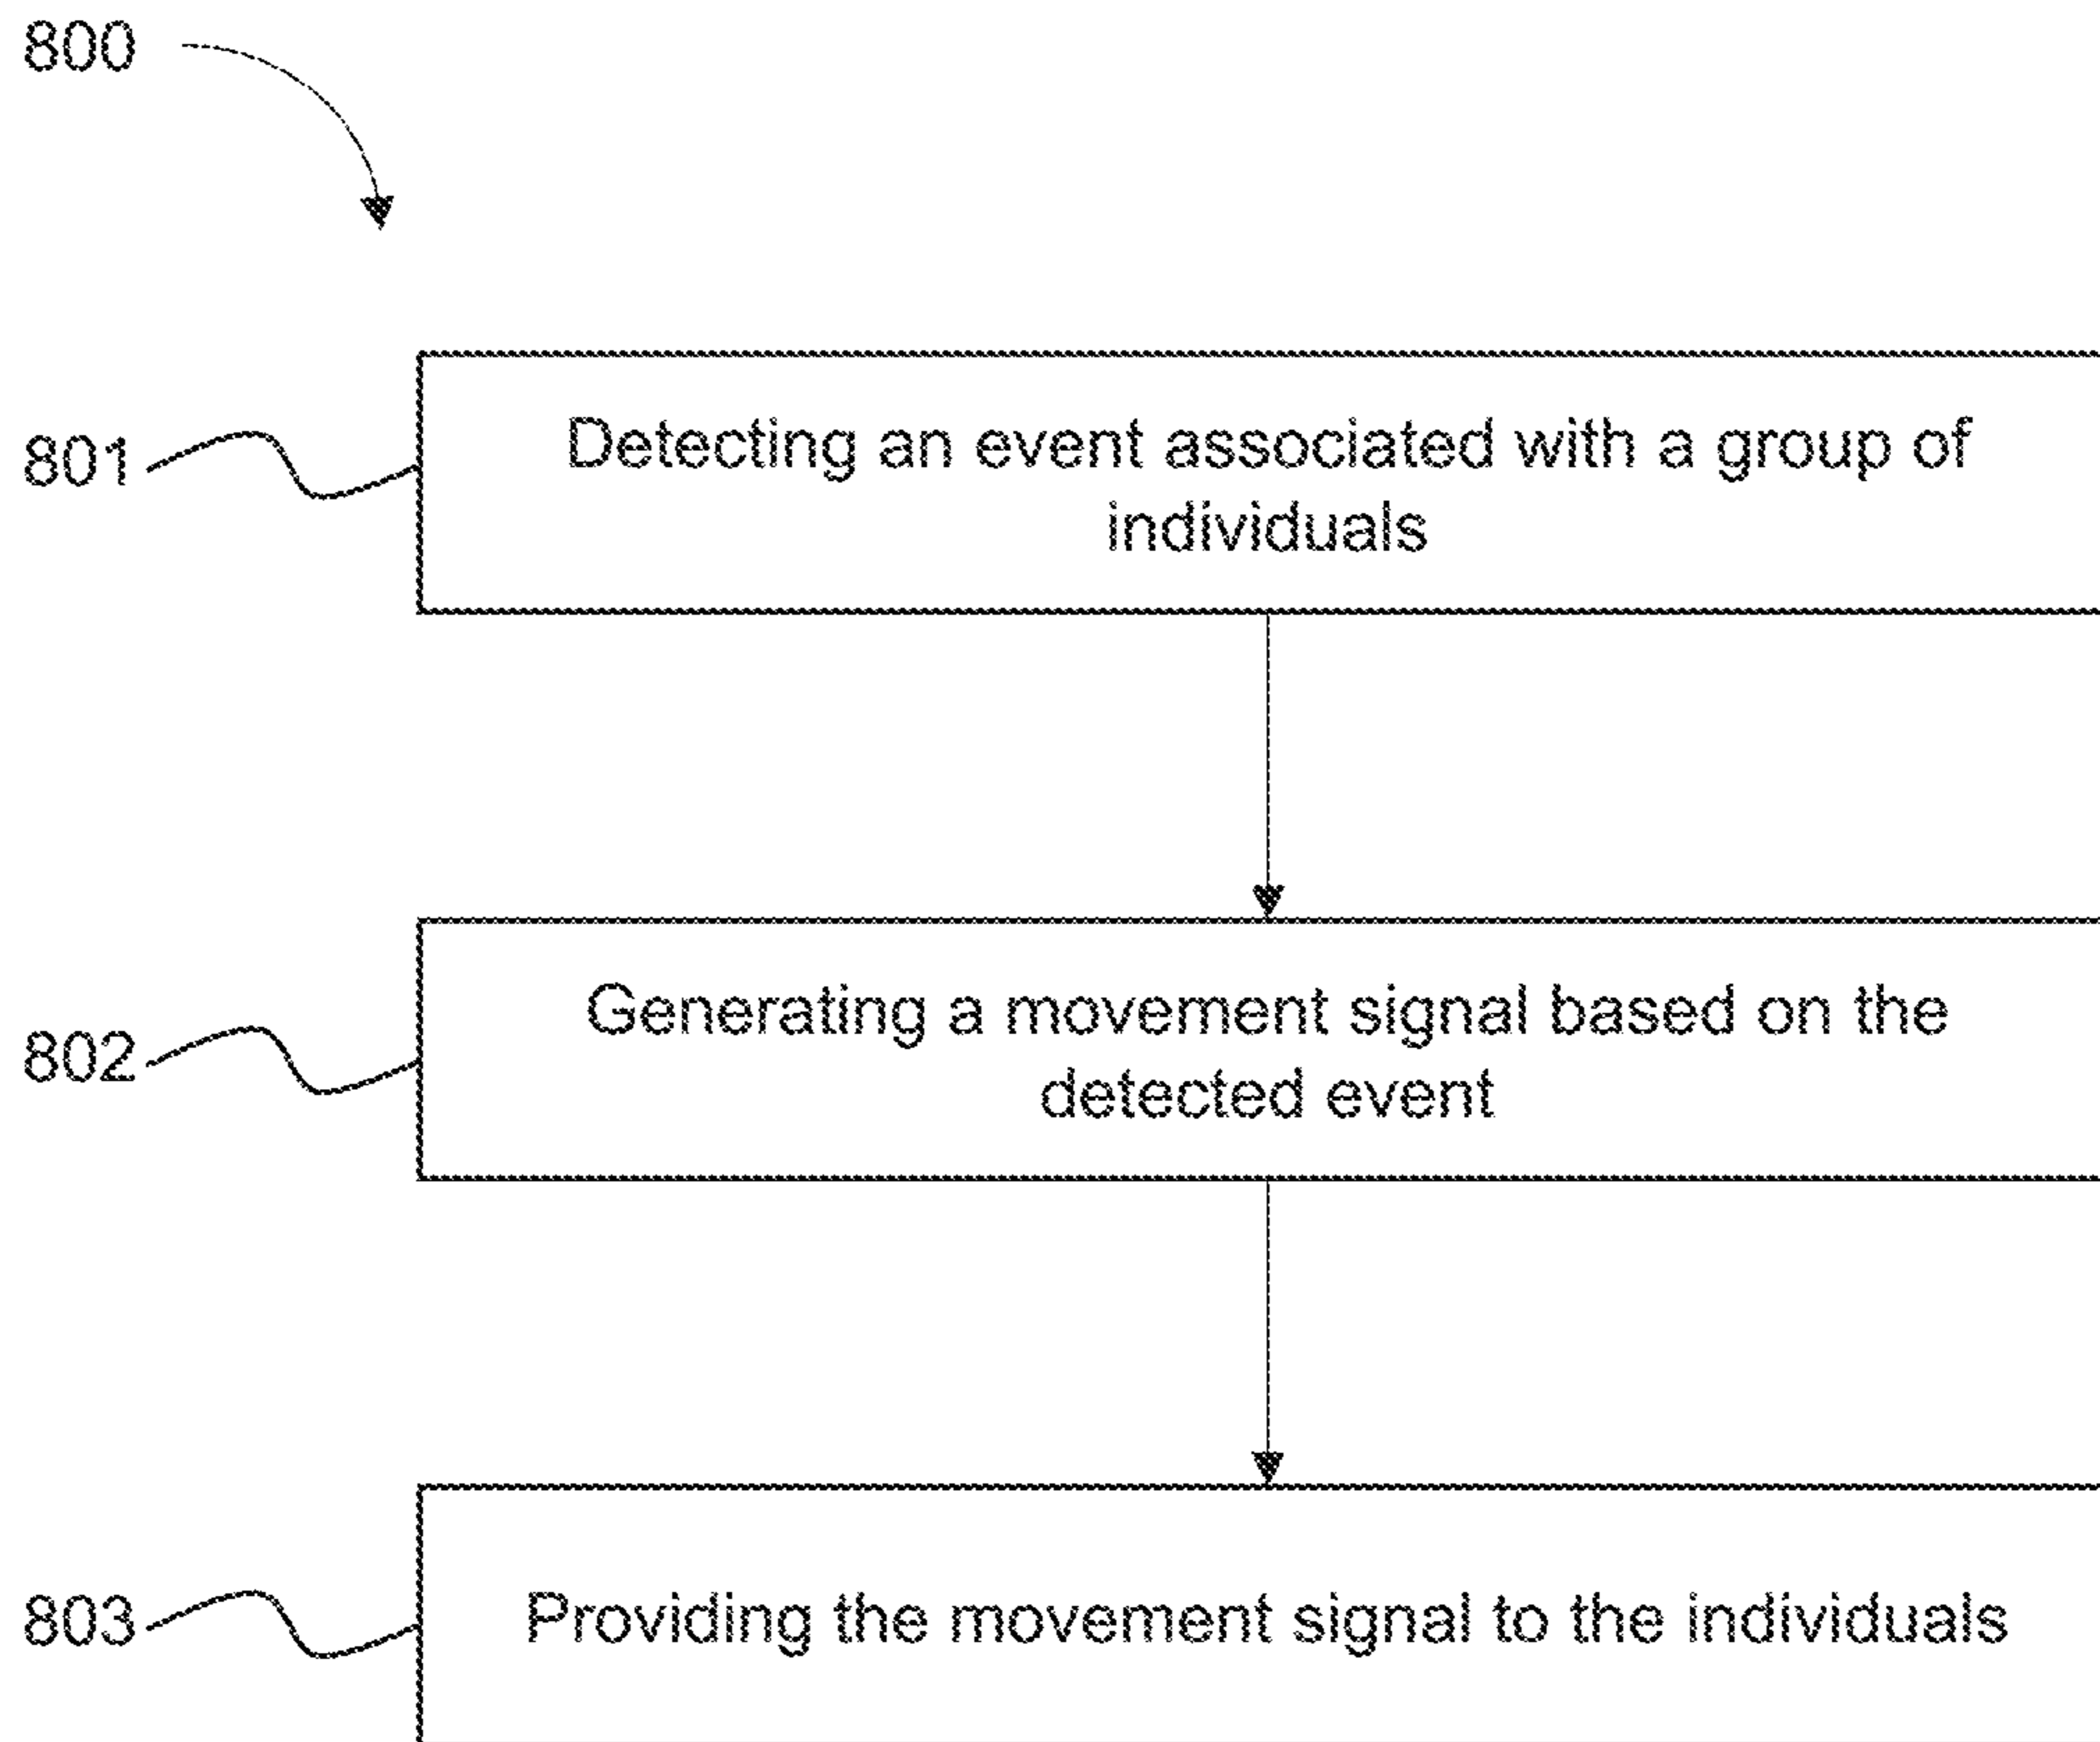 800
801
Detecting an event associated with a group of
individuals
802
Generating a movement signal based on the
detected event
803
Providing the movement signal to the individuals